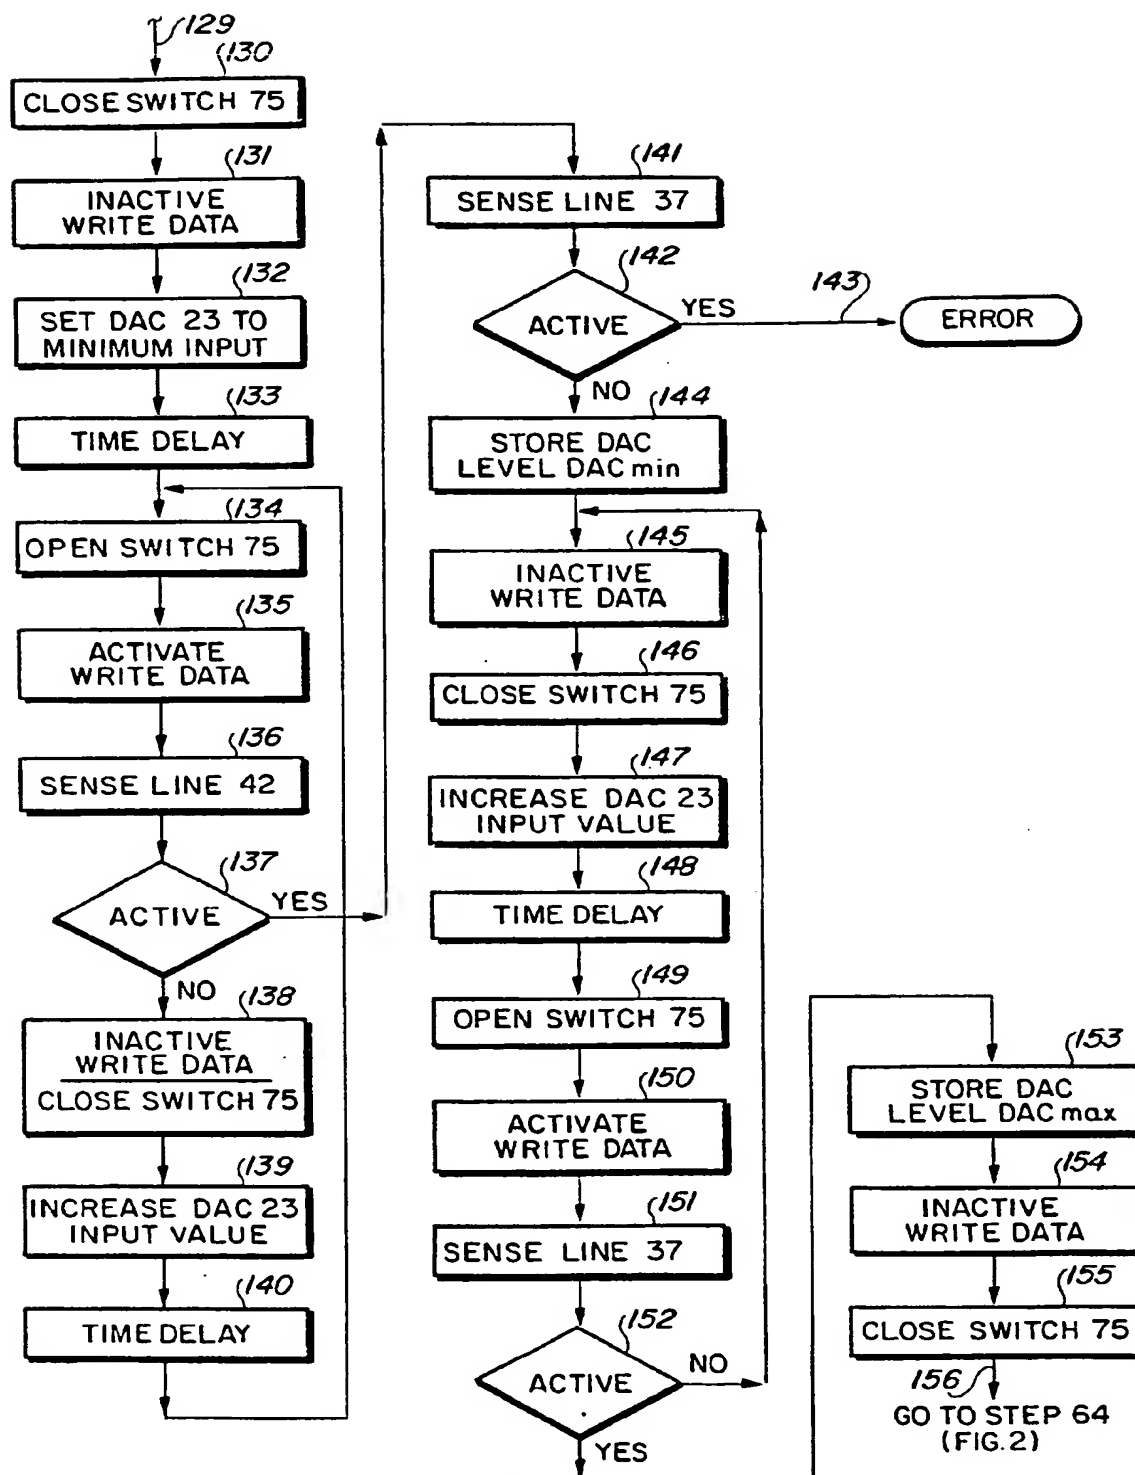 129
130
CLOSE SWITCH 75
131
INACTIVE
WRITE DATA
132
SET DAC 23 TO
MINIMUM INPUT
133
TIME DELAY
134
OPEN SWITCH 75
135
ACTIVATE
WRITE DATA
136
SENSE LINE 42
137
ACTIVE
YES
NO
138
INACTIVE
WRITE DATA
CLOSE SWITCH 75
139
INCREASE DAC 23
INPUT VALUE
140
TIME DELAY
141
SENSE LINE 37
142
ACTIVE
YES
143
ERROR
NO
144
STORE DAC
LEVEL DAC min
145
INACTIVE
WRITE DATA
146
CLOSE SWITCH 75
147
INCREASE DAC 23
INPUT VALUE
148
TIME DELAY
149
OPEN SWITCH 75
150
ACTIVATE
WRITE DATA
151
SENSE LINE 37
152
ACTIVE
NO
YES
153
STORE DAC
LEVEL DAC max
154
INACTIVE
WRITE DATA
155
CLOSE SWITCH 75
156
GO TO STEP 64
(FIG.2)